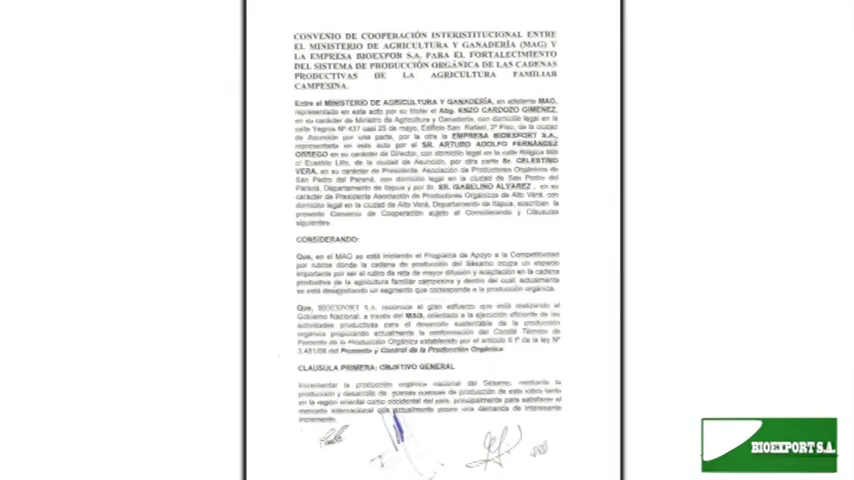 CONVENIO DE COOPERACIÓN INTERINSTITUCIONAL ENTRE
EL MISISTERIO DE AGRICULTURA Y GANADERÍA (MAG) Y
LA EMPRESA BIOEXPOR S.A. PARA EL FORTALECIMIENTO
DEL SISTEMA DE PRODUCCIÓN ORGÁNICA DE LAS CADENAS
PRODUCTIVAS DE LA AGRICULTURA FAMILIAR
CAMPESINA.
Entre el MINISTERIO DE AGRICULTURA Y GANADERÍA, en adelante MAG,
representado en este acto por su titular el Abg. ENZO CARDOZO GIMENEZ,
en su carácter de Ministro de Agricultura y Ganadería, con domicilio legal en la
calle Yegros Nº 437 casi 25 de mayo, Edificio San Rafael, 2º Piso, de la ciudad
de Asunción por una parte, por la otra la EMPRESA BIOEXPORT S.A.,
representada en este acto por el SR. ARTURO ADOLFO FERNÁNDEZ
ORREGO en su carácter de Director, con domicilio legal en la calle Bélgica
c/ Eusebio Lillo, de la ciudad de Asunción, por otra parte Sr. CELESTINO
VERA, en su carácter de Presidente Asociación de Productores Orgánicos de
San Pedro del Paraná, con domicilio legal en la ciudad de San Pedro del
Paraná, Departamento de Itapúa y por SR. ISABELINO ALVAREZ, en su
carácter de Presidente Asociación de Productores Orgánicos de Alto Verá, con
domicilio legal en la ciudad de Alto Verá, Departamento de Itapúa, suscriben la
presente Convenio de Cooperación sujeto al Considerando y Clausulas
siguientes
CONSIDERANDO:
Que, en el MAG se está iniciando el Programa de Apoyo a la Competitividad
por rubros donde la cadena de producción del Sésamo ocupa un espacio
importante por ser el rubro de renta de mayor difusión y aceptación en la cadena
productiva de la agricultura familiar campesina y dentro del cual, actualmente
se está desarrollando un segmento que corresponde a la producción orgánica.
Que, BIOEXPORT S.A. reconoce el gran esfuerzo que está realizando el
Gobierno Nacional, a través del MAG, orientado a la ejecución eficiente de las
actividades productivas para el desarrollo sustentable de la producción
orgánica propiciando actualmente la conformación del Comité Técnico de
Fomento de la Producción Orgánica establecido por el artículo 6 de la ley Nº
3.481/08 del Fomento y Control de la Producción Orgánica
CLAUSULA PRIMERA: OBJETIVO GENERAL
Incrementar la producción orgánica nacional del Sésamo, mediante la
producción y desarrollo de nuevas cuencas de producción de este rubro tanto
en la región oriental como occidental del país, principalmente para satisfacer el
mercado internacional que actualmente posee una demanda de interesante
incremento.
BIOEXPORT S.A.